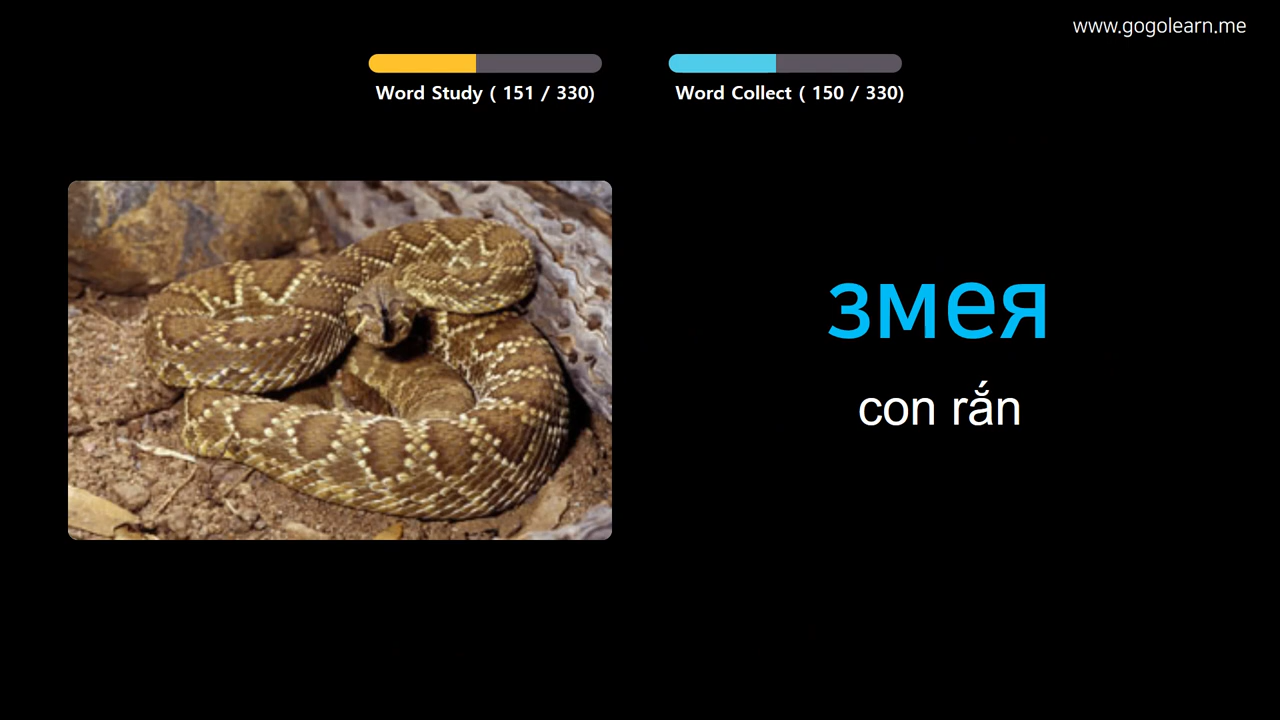 www.gogolearn.me
Word Study ( 151 / 330)
Word Collect ( 150 / 330)
змея
con rắn